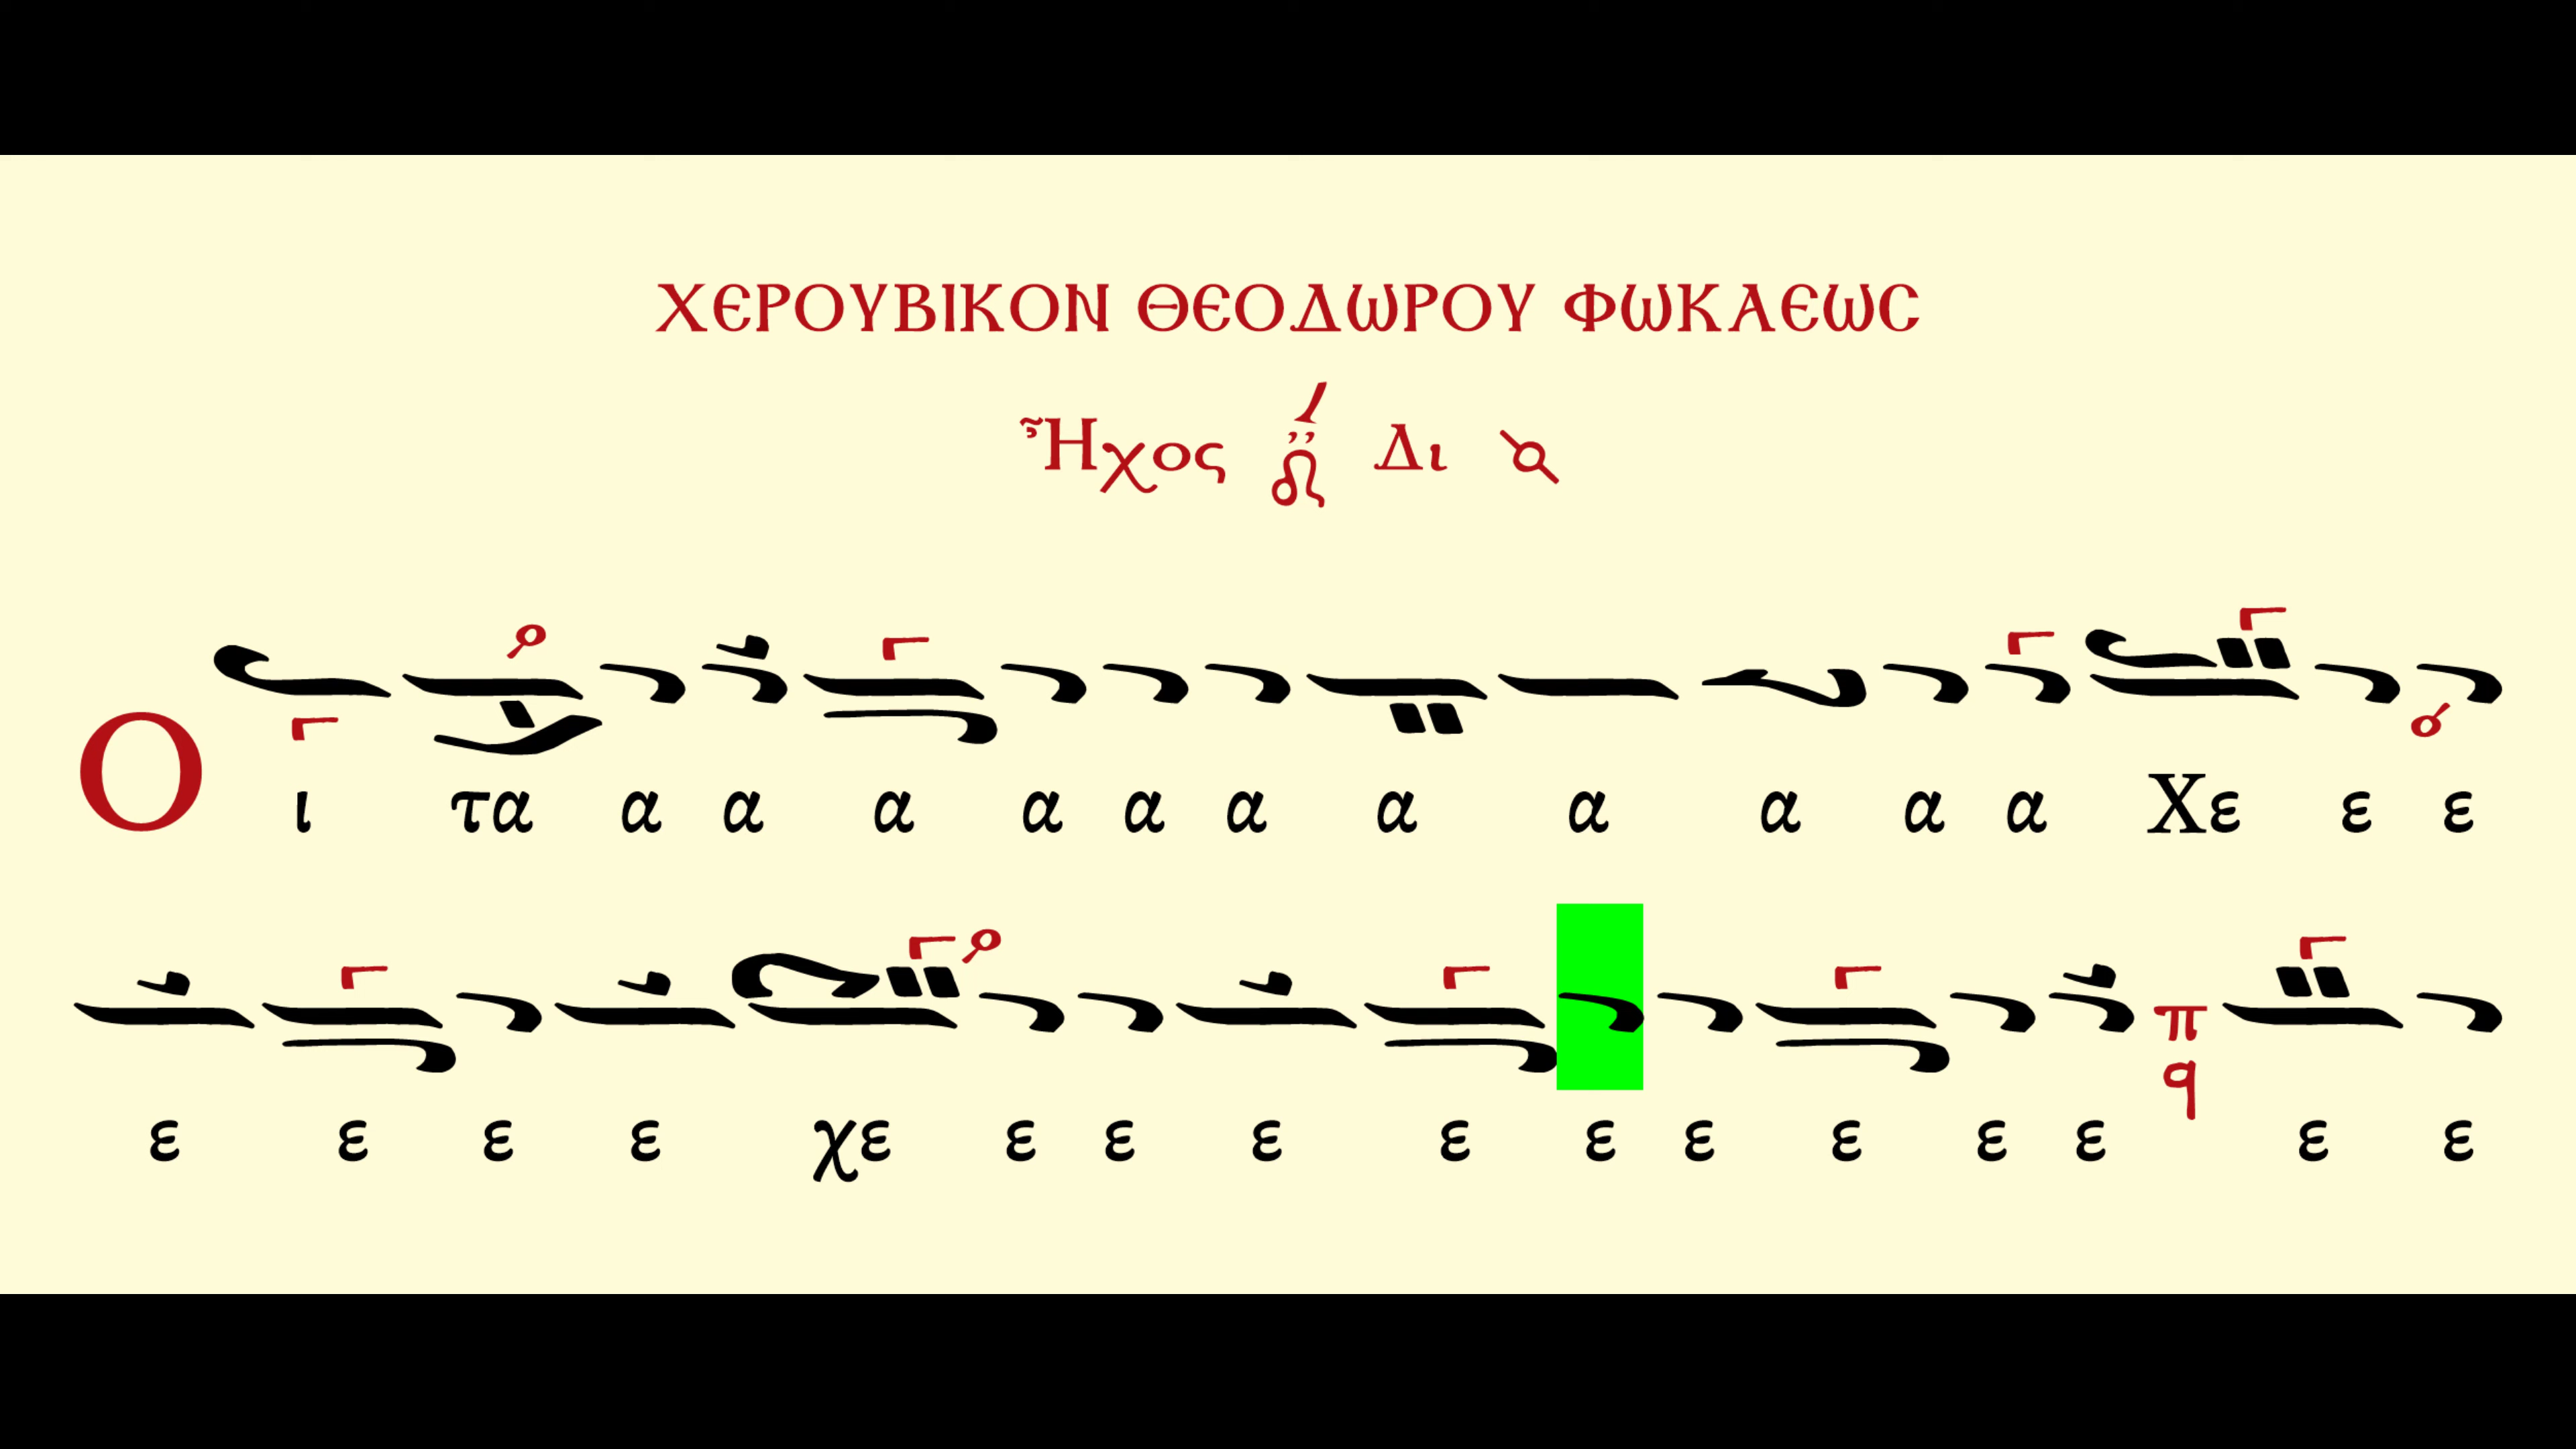 ΧΕΡΟΥΒΙΚΟΝ ΘΕΟΔΩΡΟΥ ΦΩΚΑΕΩϹ
Ἦχος Δι
Ο ι τα α α α α α α α α α α α Χε ε ε
π
ε ε ε ε χε ε ε ε ε ε ε ε ε ε ε ε